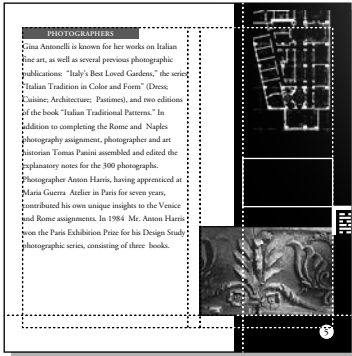 PHOTOGRAPHERS
Gina Antonelli is known for her works on Italian
fine art, as well as several previous photographic
publications: “Italy’s Best Loved Gardens,” the series
“Italian Tradition in Color and Form” (Dress;
Cuisine; Architecture; Pastimes), and two editions
of the book “Italian Traditional Patterns.” In
addition to completing the Rome and Naples
photography assignment, photographer and art
historian Tomas Panini assembled and edited the
explanatory notes for the 300 photographs.
Photographer Anton Harris, having apprenticed at
Maria Guerra Atelier in Paris for seven years,
contributed his own unique insights to the Venice
and Rome assignments. In 1984 Mr. Anton Harris
won the Paris Exhibition Prize for his Design Study
photographic series, consisting of three books.
5